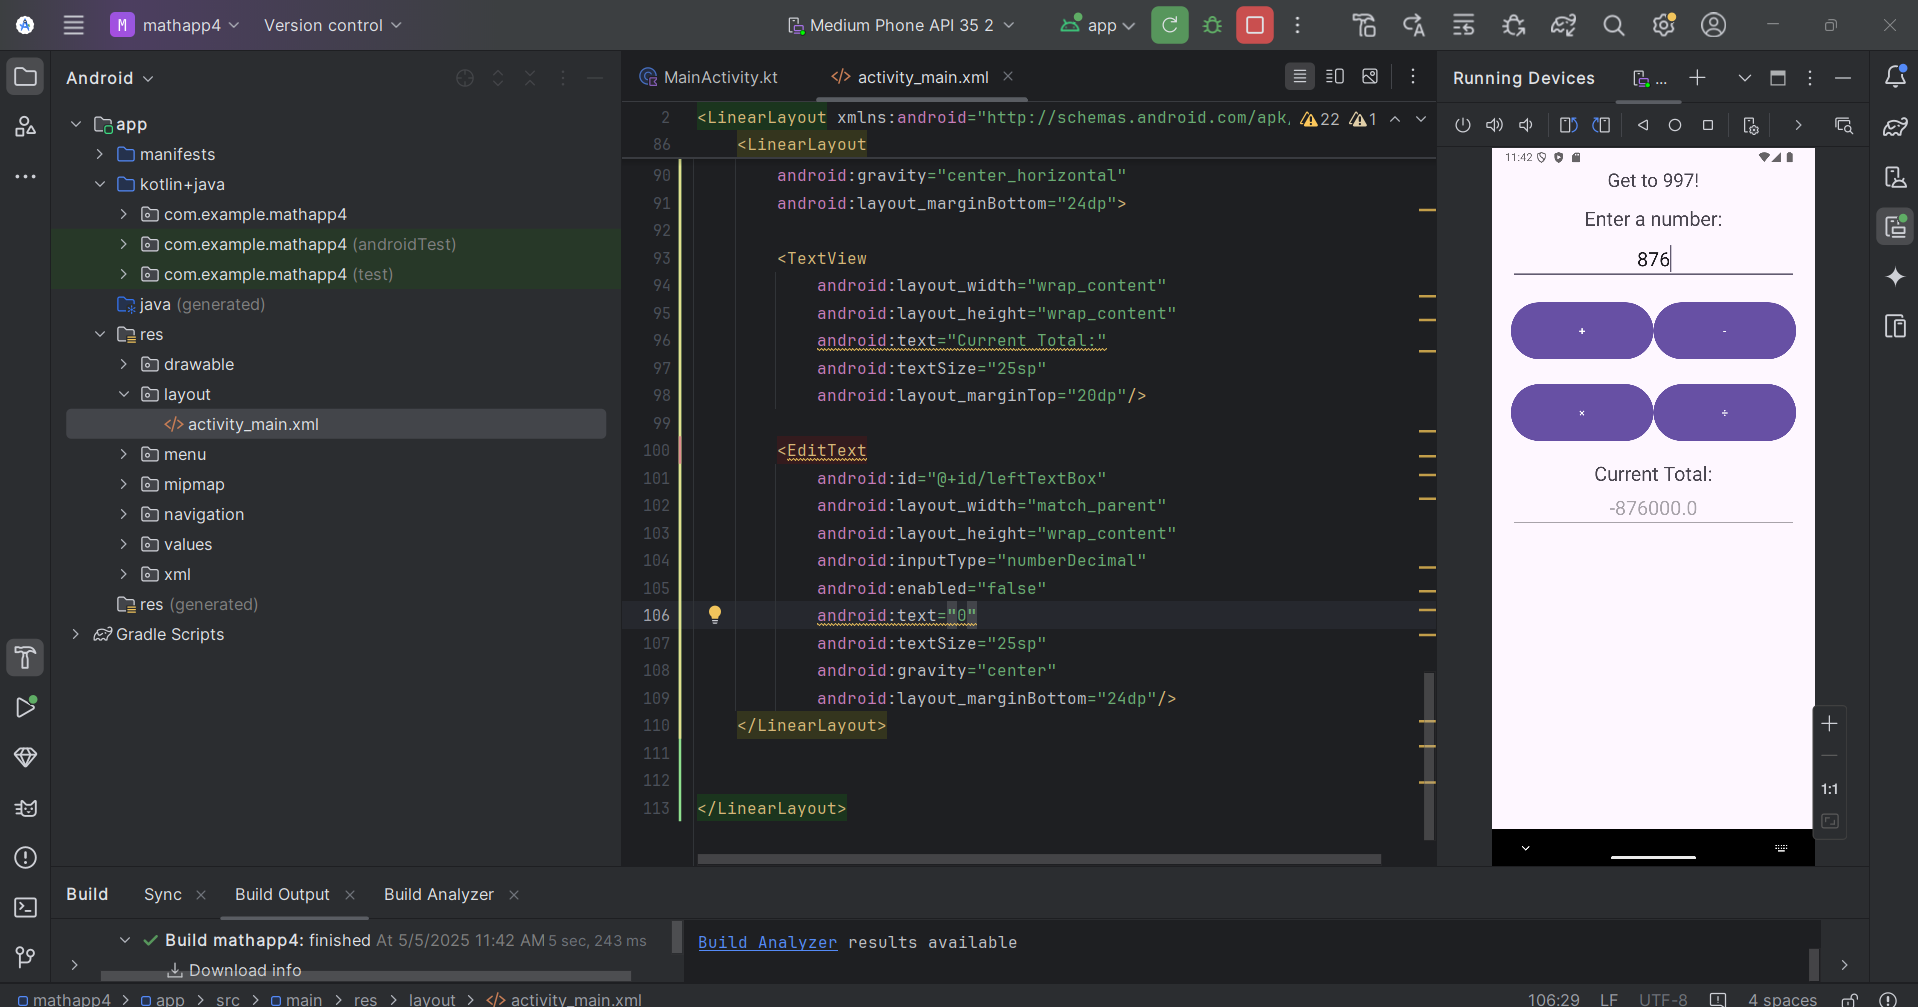 M mathapp4 Version control Medium Phone API 35 2 app
Android
app
manifests
kotlin+java
com.example.mathapp4
com.example.mathapp4 (androidTest)
com.example.mathapp4 (test)
java (generated)
res
drawable
layout
</> activity_main.xml
menu
mipmap
navigation
values
xml
res (generated)
Gradle Scripts
MainActivity.kt </> activity_main.xml
2 <LinearLayout xmlns:android="http://schemas.android.com/apk/ 22 1
86 <LinearLayout
90 android:gravity="center_horizontal"
91 android:layout_marginBottom="24dp">
92
93 <TextView
94 android:layout_width="wrap_content"
95 android:layout_height="wrap_content"
96 android:text="Current Total:"
97 android:textSize="25sp"
98 android:layout_marginTop="20dp"/>
99
100 <EditText
101 android:id="@+id/leftTextBox"
102 android:layout_width="match_parent"
103 android:layout_height="wrap_content"
104 android:inputType="numberDecimal"
105 android:enabled="false"
106 android:text="0"
107 android:textSize="25sp"
108 android:gravity="center"
109 android:layout_marginBottom="24dp"/>
110 </LinearLayout>
111
112
113 </LinearLayout>
Running Devices ...
11:42
Get to 997!
Enter a number:
876
+ -
× ÷
Current Total:
-876000.0
1:1
Build Sync Build Output Build Analyzer
Build mathapp4: finished At 5/5/2025 11:42 AM 5 sec, 243 ms
Download info
Build Analyzer results available
mathapp4 > app > src > main > res > layout > </> activity_main.xml
106:29 LF UTF-8 4 spaces